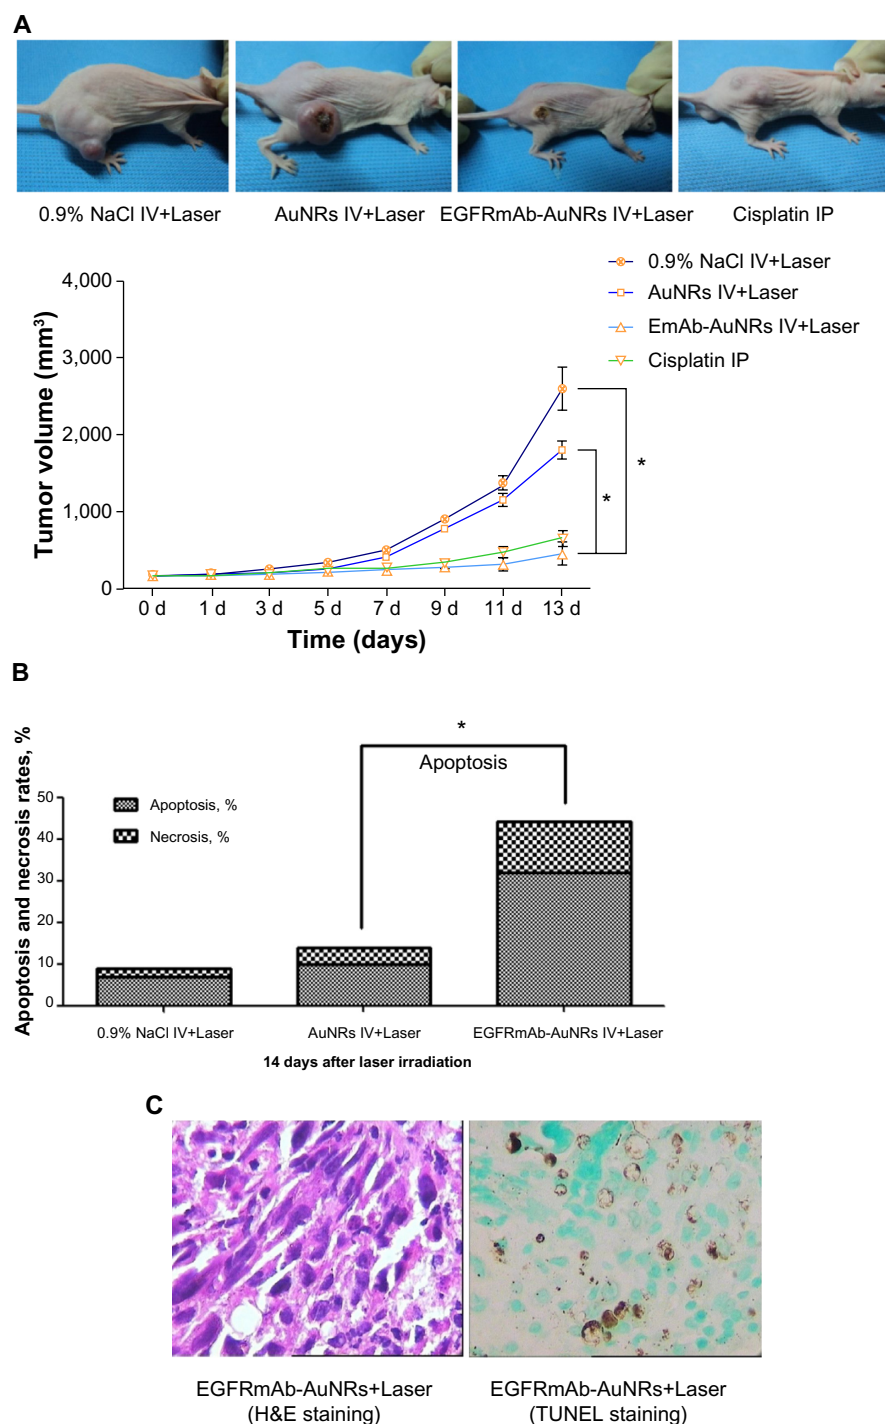 A
0.9% NaCl IV+Laser
AuNRs IV+Laser
EGFRmAb-AuNRs IV+Laser
Cisplatin IP
0.9% NaCl IV+Laser
AuNRs IV+Laser
EmAb-AuNRs IV+Laser
Cisplatin IP
Tumor volume (mm³)
4,000
3,000
2,000
1,000
0
*
*
0 d 1 d 3 d 5 d 7 d 9 d 11 d 13 d
Time (days)
B
Apoptosis and necrosis rates, %
50
40
30
20
10
0
Apoptosis, %
Necrosis, %
*
Apoptosis
0.9% NaCl IV+Laser
AuNRs IV+Laser
EGFRmAb-AuNRs IV+Laser
14 days after laser irradiation
C
EGFRmAb-AuNRs+Laser
(H&E staining)
EGFRmAb-AuNRs+Laser
(TUNEL staining)